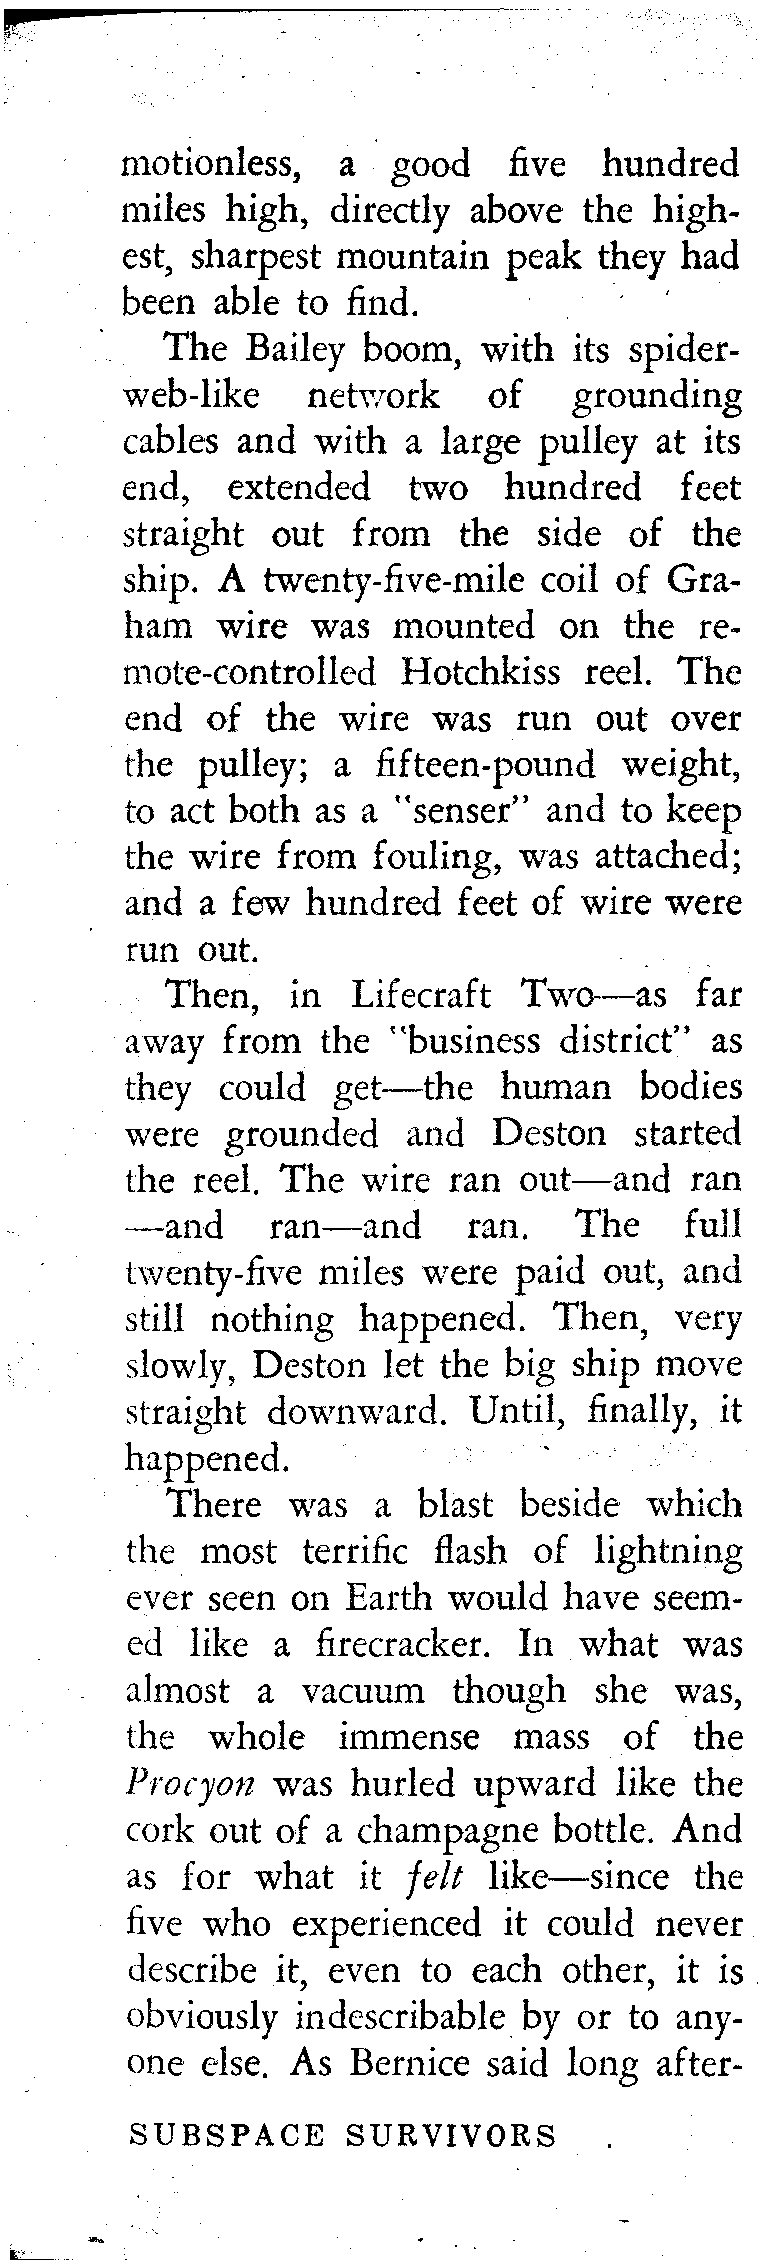 motionless, a good five hundred
miles high, directly above the high-
est, sharpest mountain peak they had
been able to find.
The Bailey boom, with its spider-
web-like network of grounding
cables and with a large pulley at its
end, extended two hundred feet
straight out from the side of the
ship. A twenty-five-mile coil of Gra-
ham wire was mounted on the re-
mote-controlled Hotchkiss reel. The
end of the wire was run out over
the pulley; a fifteen-pound weight,
to act both as a "senser" and to keep
the wire from fouling, was attached;
and a few hundred feet of wire were
run out.
Then, in Lifecraft Two—as far
away from the "business district" as
they could get—the human bodies
were grounded and Deston started
the reel. The wire ran out—and ran
—and ran—and ran. The full
twenty-five miles were paid out, and
still nothing happened. Then, very
slowly, Deston let the big ship move
straight downward. Until, finally, it
happened.
There was a blast beside which
the most terrific flash of lightning
ever seen on Earth would have seem-
ed like a firecracker. In what was
almost a vacuum though she was,
the whole immense mass of the
Procyon was hurled upward like the
cork out of a champagne bottle. And
as for what it felt like—since the
five who experienced it could never
describe it, even to each other, it is
obviously indescribable by or to any-
one else. As Bernice said long after-
SUBSPACE SURVIVORS